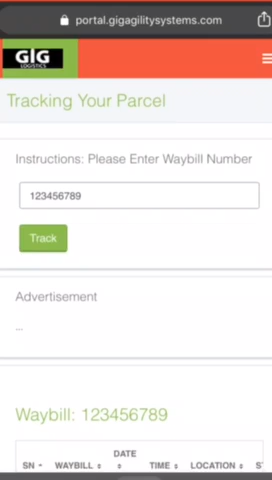 portal.gigagilitysystems.com
GIG
LOGISTICS
Tracking Your Parcel
Instructions: Please Enter Waybill Number
123456789
Track
Advertisement
...
Waybill: 123456789
SN WAYBILL DATE TIME LOCATION ST